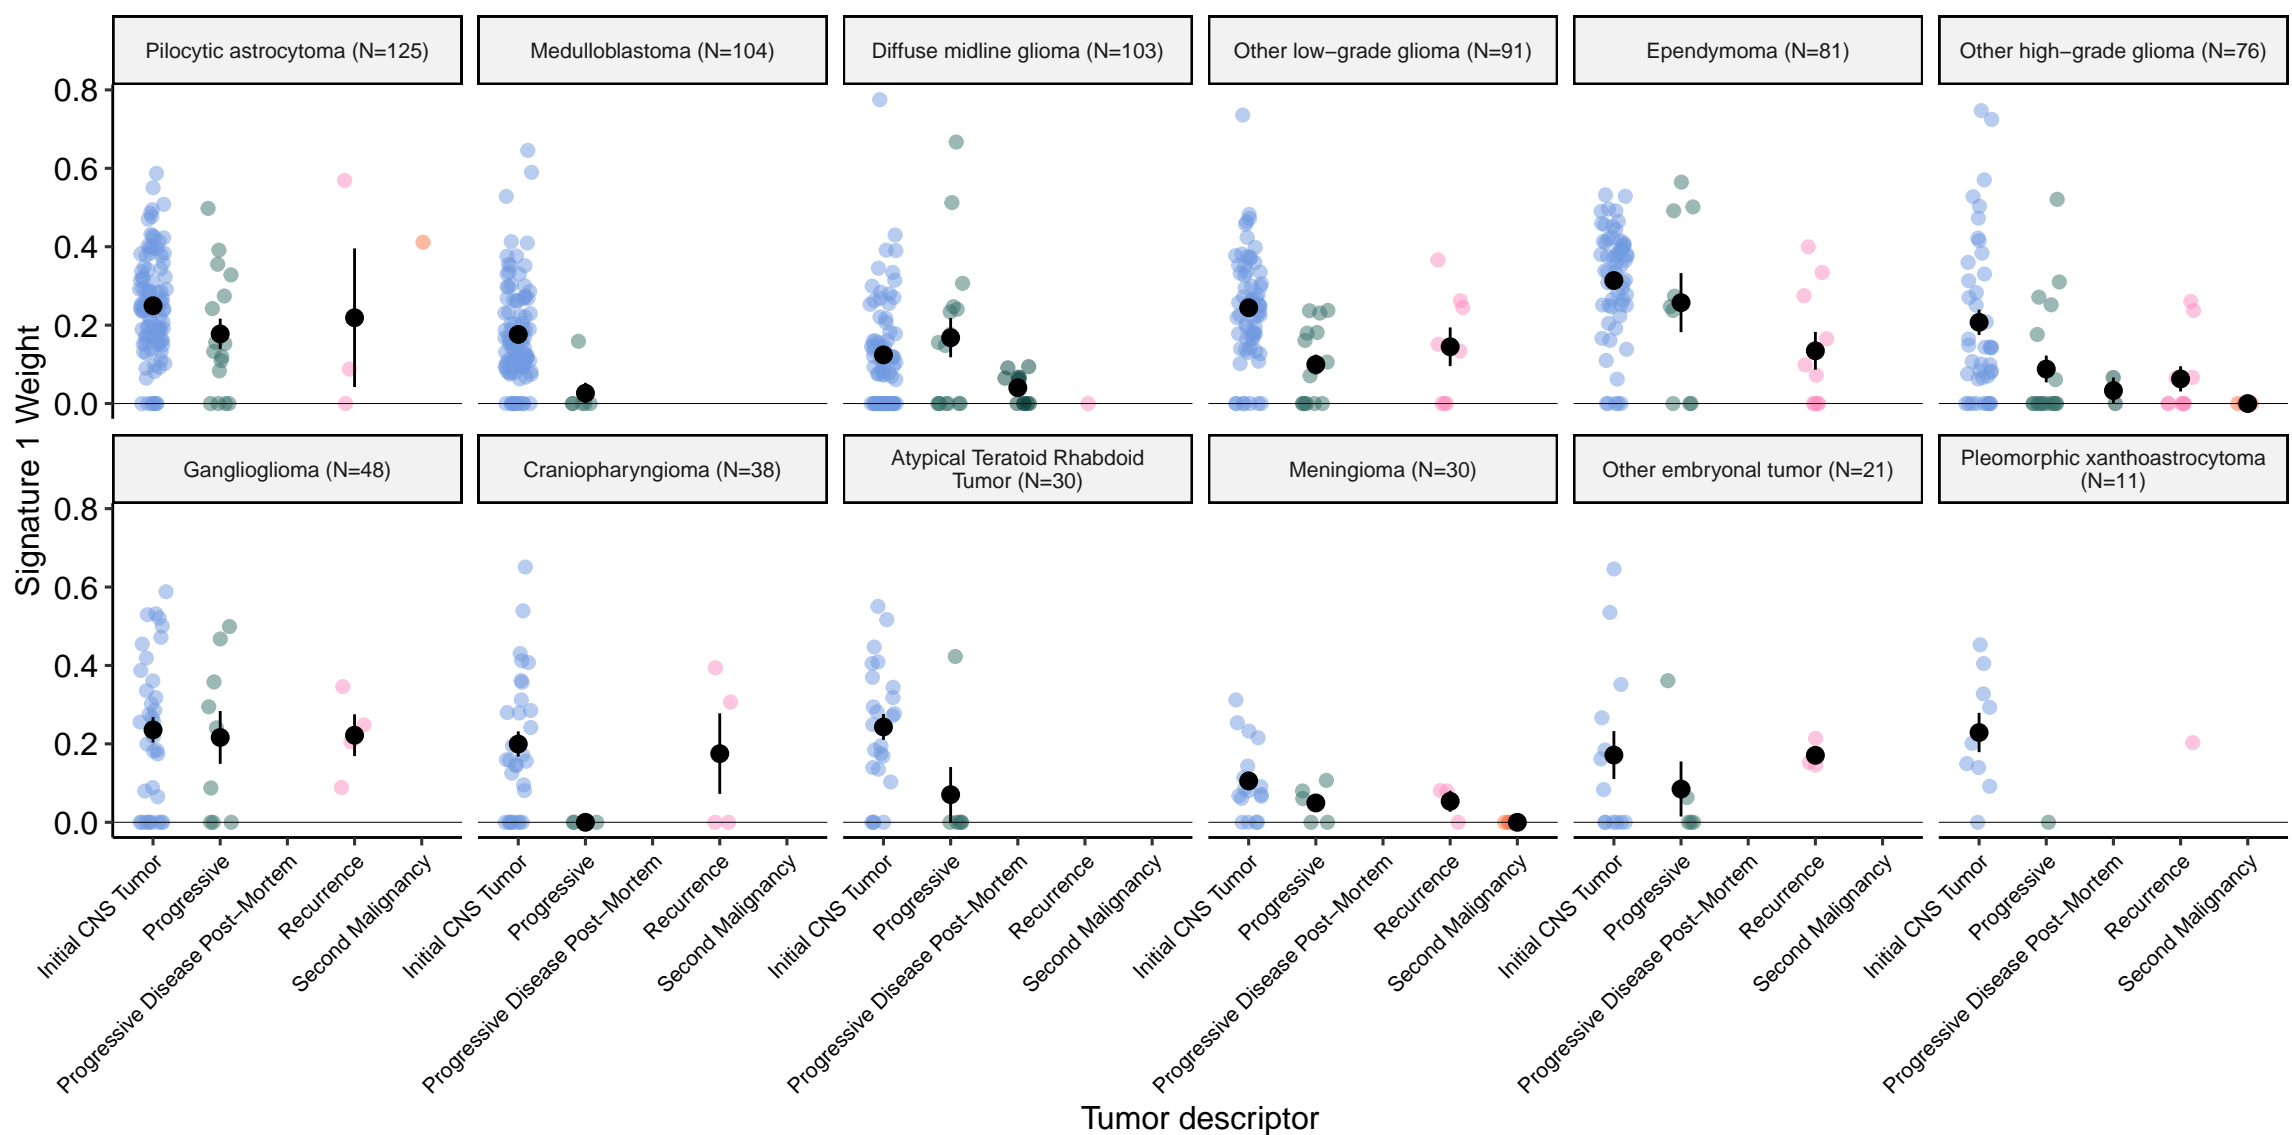 Pilocytic astrocytoma (N=125)
Medulloblastoma (N=104)
Diffuse midline glioma (N=103)
Other low−grade glioma (N=91)
Ependymoma (N=81)
Other high−grade glioma (N=76)
0.8
0.6
0.4
0.2
0.0
Signature 1 Weight
Ganglioglioma (N=48)
Craniopharyngioma (N=38)
Atypical Teratoid Rhabdoid
Tumor (N=30)
Meningioma (N=30)
Other embryonal tumor (N=21)
Pleomorphic xanthoastrocytoma
(N=11)
0.8
0.6
0.4
0.2
0.0
Initial CNS Tumor
Progressive
Progressive Disease Post−Mortem
Recurrence
Second Malignancy
Initial CNS Tumor
Progressive
Progressive Disease Post−Mortem
Recurrence
Second Malignancy
Initial CNS Tumor
Progressive
Progressive Disease Post−Mortem
Recurrence
Second Malignancy
Initial CNS Tumor
Progressive
Progressive Disease Post−Mortem
Recurrence
Second Malignancy
Initial CNS Tumor
Progressive
Progressive Disease Post−Mortem
Recurrence
Second Malignancy
Initial CNS Tumor
Progressive
Progressive Disease Post−Mortem
Recurrence
Second Malignancy
Tumor descriptor